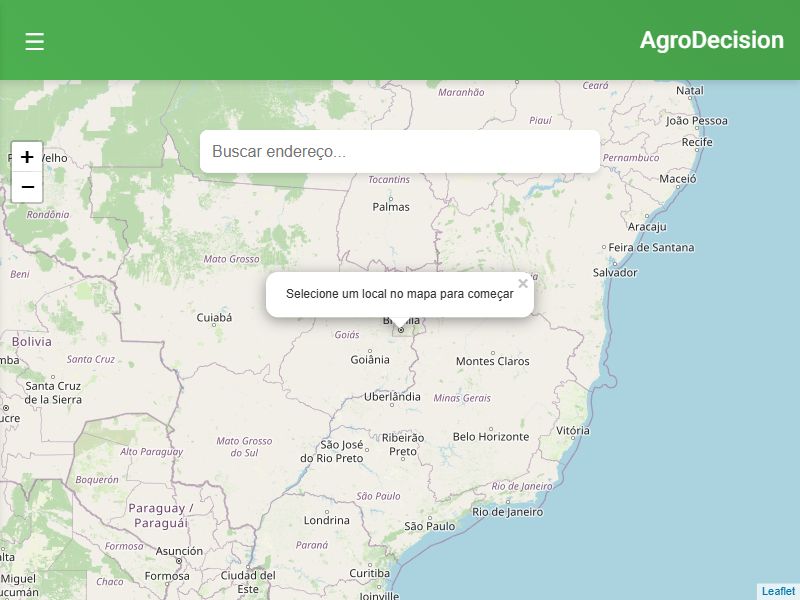 ☰
AgroDecision
Natal
Ceará
Maranhão
João Pessoa
Piauí
Recife
Buscar endereço...
Pernambuco
+
Velho
−
Maceió
Tocantins
Palmas
Rondônia
Aracaju
Feira de Santana
Mato Grosso
Salvador
Beni
×
Selecione um local no mapa para começar
Cuiabá
Goiás
Bolivia
Goiânia
Montes Claros
Santa Cruz
Santa Cruz
de la Sierra
Uberlândia
Minas Gerais
Vitória
Mato Grosso
do Sul
São José
do Rio Preto
Ribeirão
Preto
Belo Horizonte
Alto Paraguay
Boquerón
Rio de Janeiro
São Paulo
Paraguay /
Paraguái
Rio de Janeiro
Londrina
São Paulo
Formosa
Paraná
Asunción
Chaco
Formosa
Ciudad del
Este
Curitiba
Miguel
Joinville
Leaflet